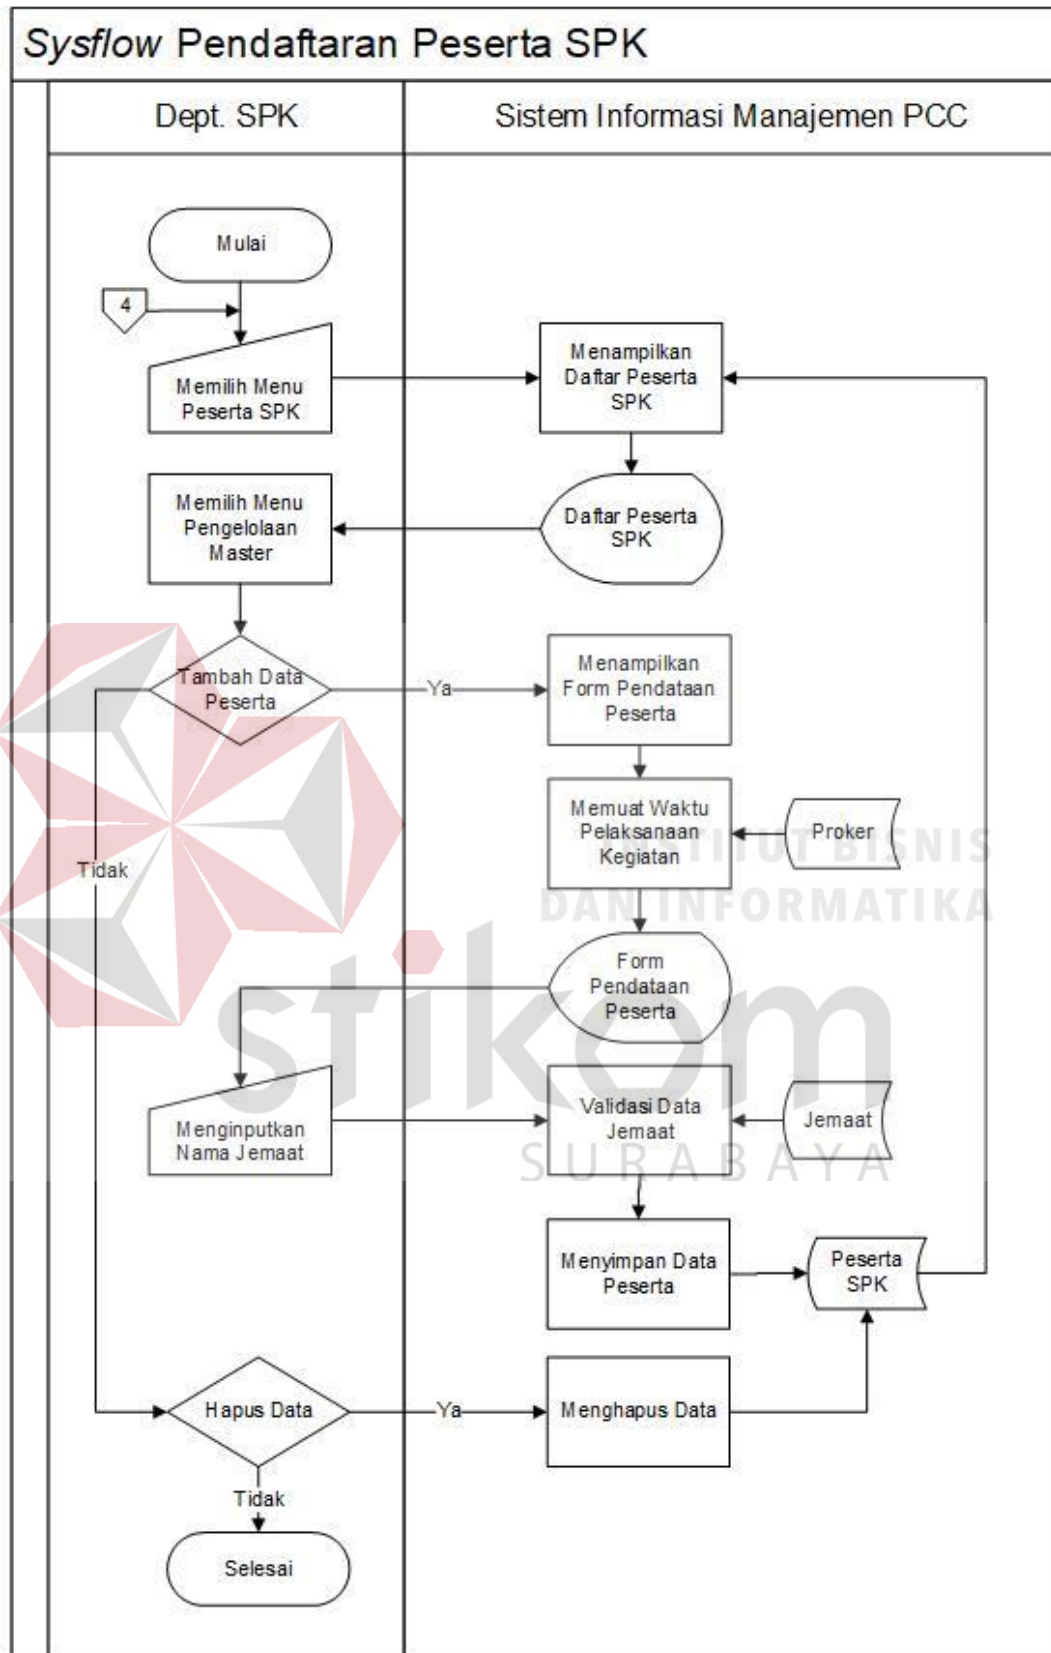 Sysflow Pendaftaran Peserta SPK
Dept. SPK
Sistem Informasi Manajemen PCC
Mulai
4
Memilih Menu
Peserta SPK
Menampilkan
Daftar Peserta
SPK
Memilih Menu
Pengelolaan
Master
Daftar Peserta
SPK
Tambah Data
Peserta
Ya
Menampilkan
Form Pendataan
Peserta
Memuat Waktu
Pelaksanaan
Kegiatan
Proker
INSTITUT BISNIS
DAN INFORMATIKA
Tidak
Form
Pendataan
Peserta
stikom
SURABAYA
Menginputkan
Nama Jemaat
Validasi Data
Jemaat
Jemaat
Menyimpan Data
Peserta
Peserta
SPK
Hapus Data
Ya
Menghapus Data
Tidak
Selesai